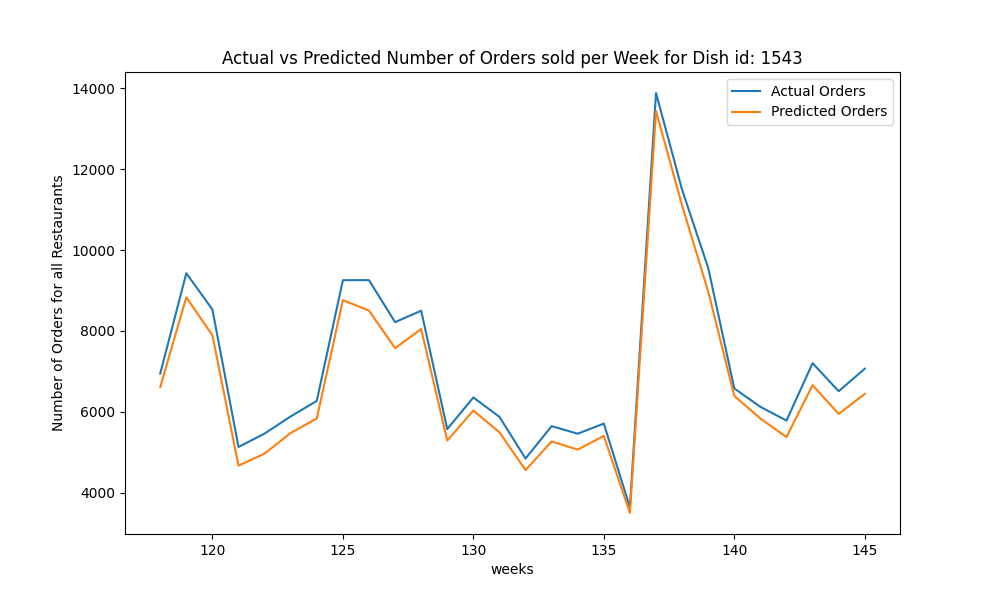 Actual vs Predicted Number of Orders sold per Week for Dish id: 1543
Actual Orders
Predicted Orders
Number of Orders for all Restaurants
14000
12000
10000
8000
6000
4000
120 125 130 135 140 145
weeks